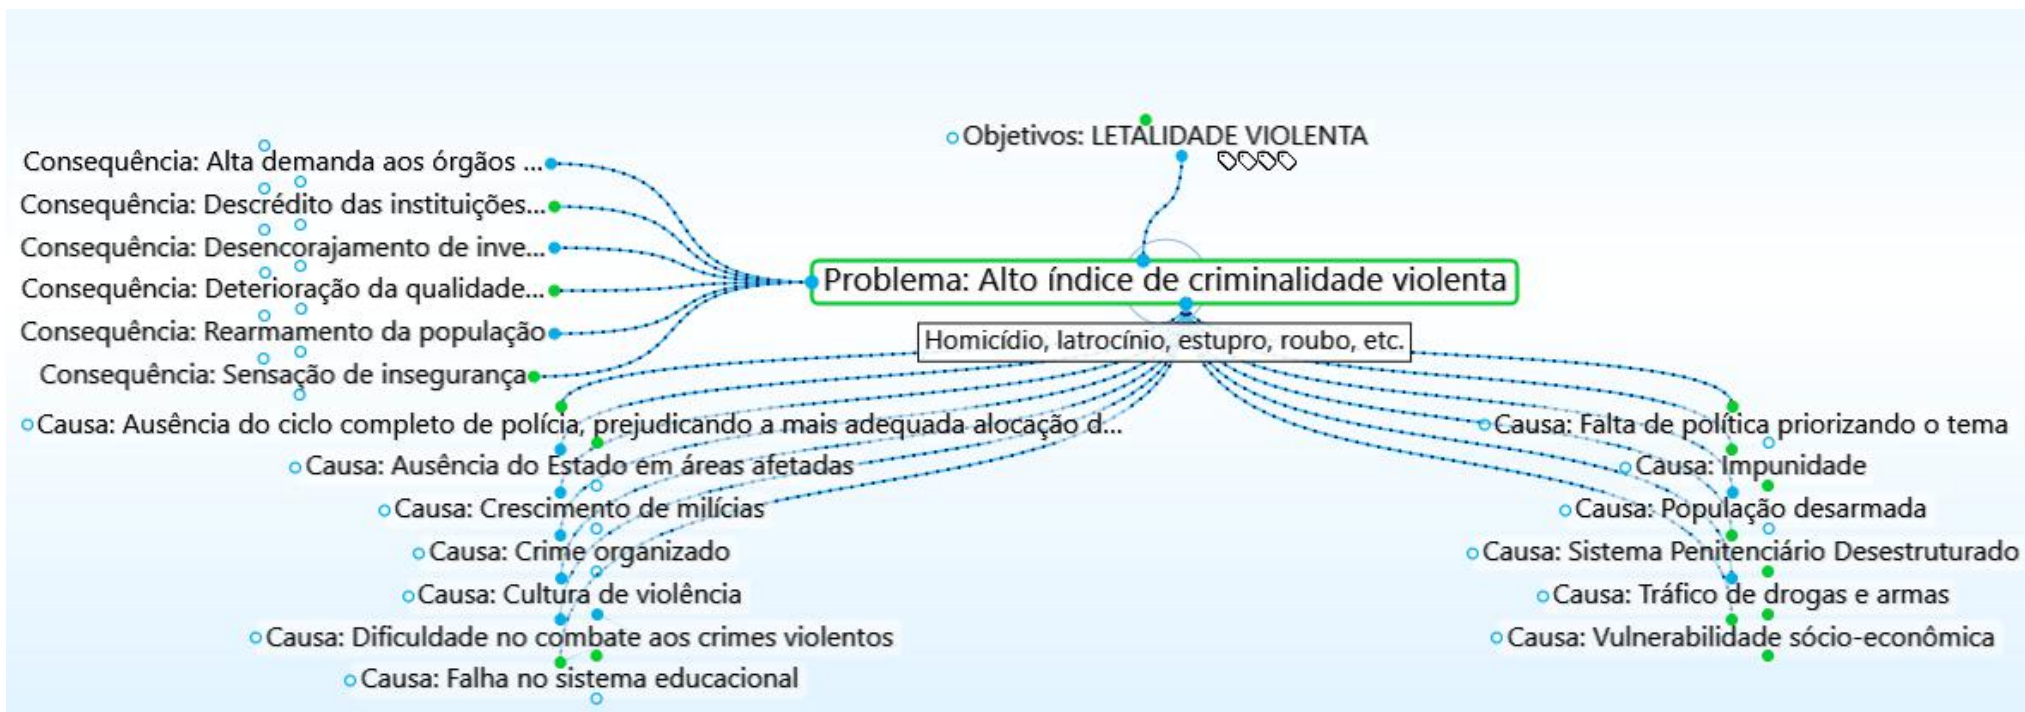 Objetivos: LETALIDADE VIOLENTA
Consequência: Alta demanda aos órgãos ...
Consequência: Descrédito das instituições...
Consequência: Desencorajamento de inve...
Consequência: Deterioração da qualidade...
Consequência: Rearmamento da população
Consequência: Sensação de insegurança
Problema: Alto índice de criminalidade violenta
Homicídio, latrocínio, estupro, roubo, etc.
Causa: Ausência do ciclo completo de polícia, prejudicando a mais adequada alocação d...
Causa: Ausência do Estado em áreas afetadas
Causa: Crescimento de milícias
Causa: Crime organizado
Causa: Cultura de violência
Causa: Dificuldade no combate aos crimes violentos
Causa: Falha no sistema educacional
Causa: Falta de política priorizando o tema
Causa: Impunidade
Causa: População desarmada
Causa: Sistema Penitenciário Desestruturado
Causa: Tráfico de drogas e armas
Causa: Vulnerabilidade sócio-econômica